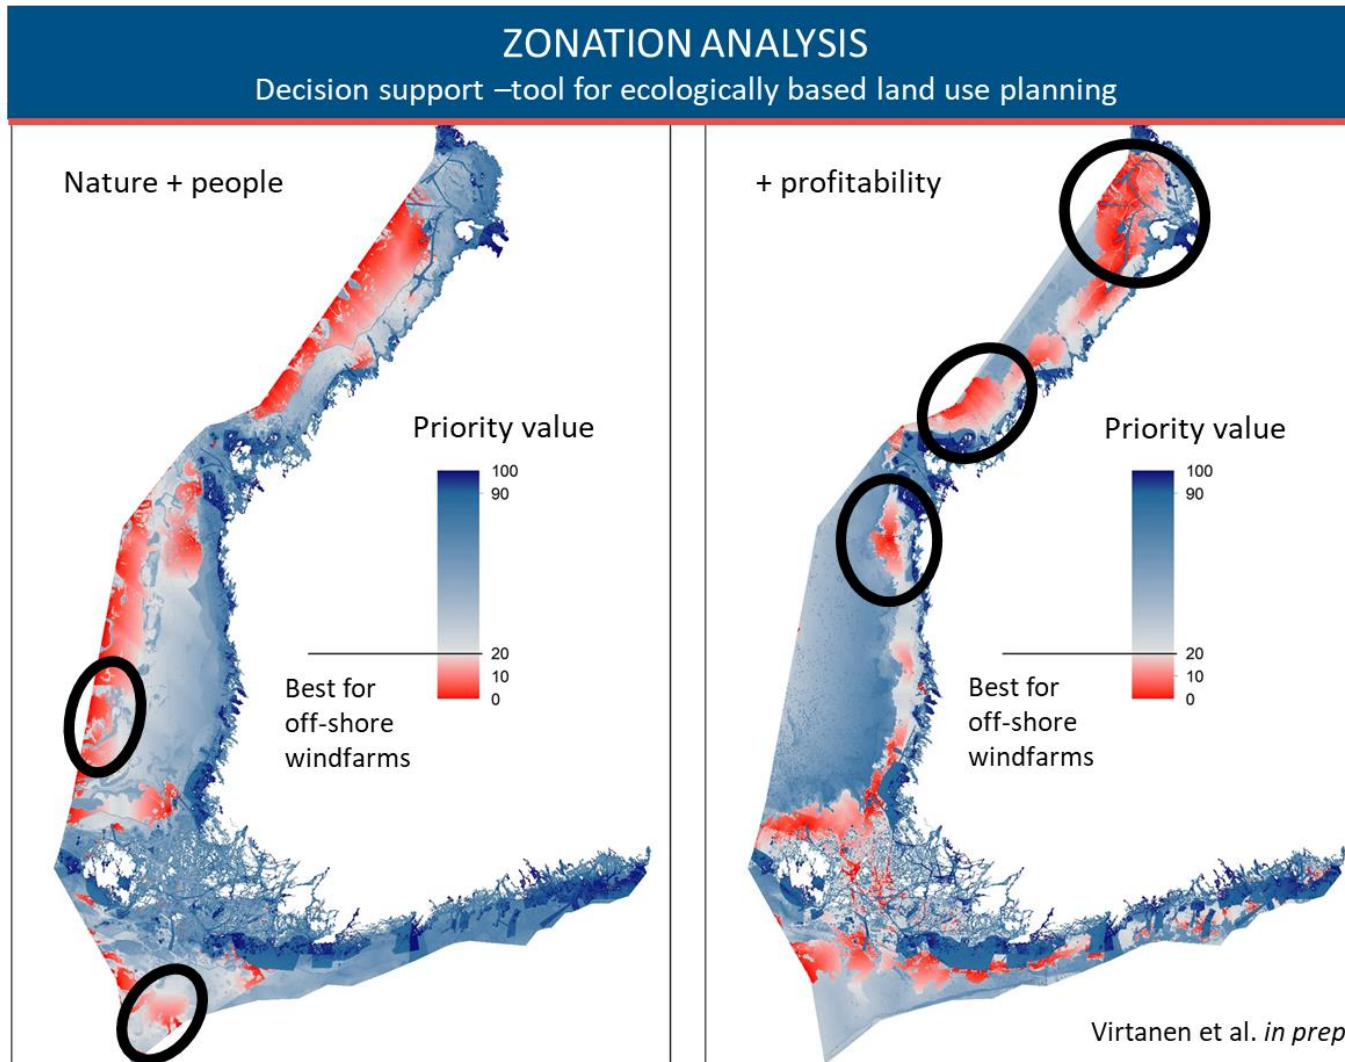 ZONATION ANALYSIS
Decision support –tool for ecologically based land use planning
Nature + people
Priority value
100
90
20
10
0
Best for
off-shore
windfarms
+ profitability
Priority value
100
90
20
10
0
Best for
off-shore
windfarms
Virtanen et al. in prep